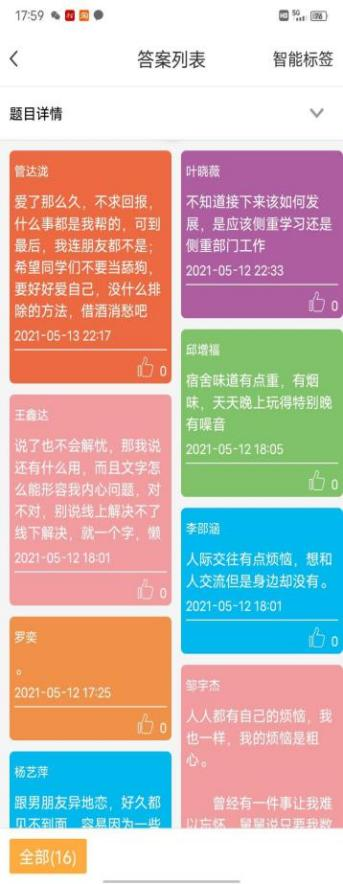 17:59
答案列表
智能标签
题目详情
管达泷
爱了那么久，不求回报，
什么事都是我帮的，可到
最后，我连朋友都不是；
希望同学们不要当舔狗，
要好好爱自己，没什么排
除的方法，借酒消愁吧
2021-05-13 22:17
0
王鑫达
说了也不会解忧，那我说
还有什么用，而且文字怎
么能形容我内心问题，对
不对，别说线上解决不了
线下解决，就一个字，懒
2021-05-12 18:01
0
罗奕
。
2021-05-12 17:25
0
杨艺萍
跟男朋友异地恋，好久都
见不到面，容易因为一些
叶晓薇
不知道接下来该如何发
展，是应该侧重学习还是
侧重部门工作
2021-05-12 22:33
0
邱增福
宿舍味道有点重，有烟
味，天天晚上玩得特别晚
有噪音
2021-05-12 18:05
0
李邵涵
人际交往有点烦恼，想和
人交流但是身边却没有。
2021-05-12 18:01
0
邹宇杰
人人都有自己的烦恼，我
也一样，我的烦恼是粗
心。
曾经有一件事让我难
以忘怀，舅舅说只要我数
全部(16)